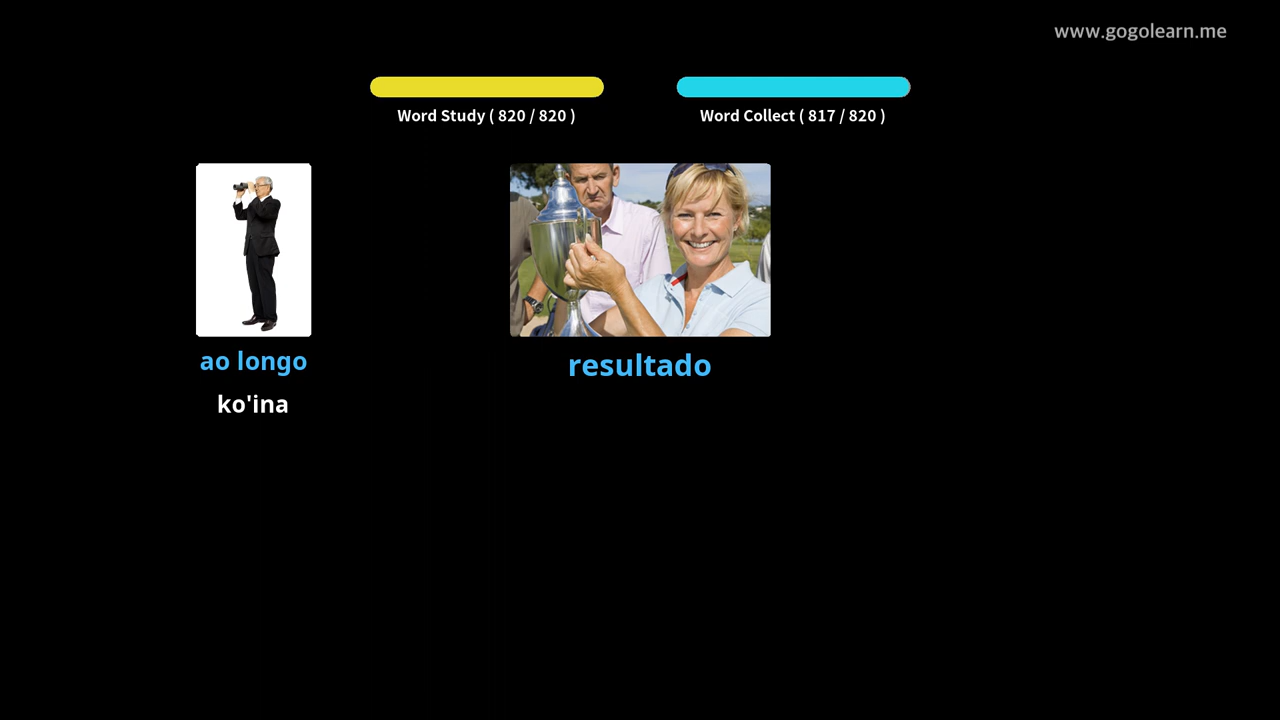 www.gogolearn.me
Word Study ( 820 / 820 )
Word Collect ( 817 / 820 )
ao longo
ko'ina
resultado